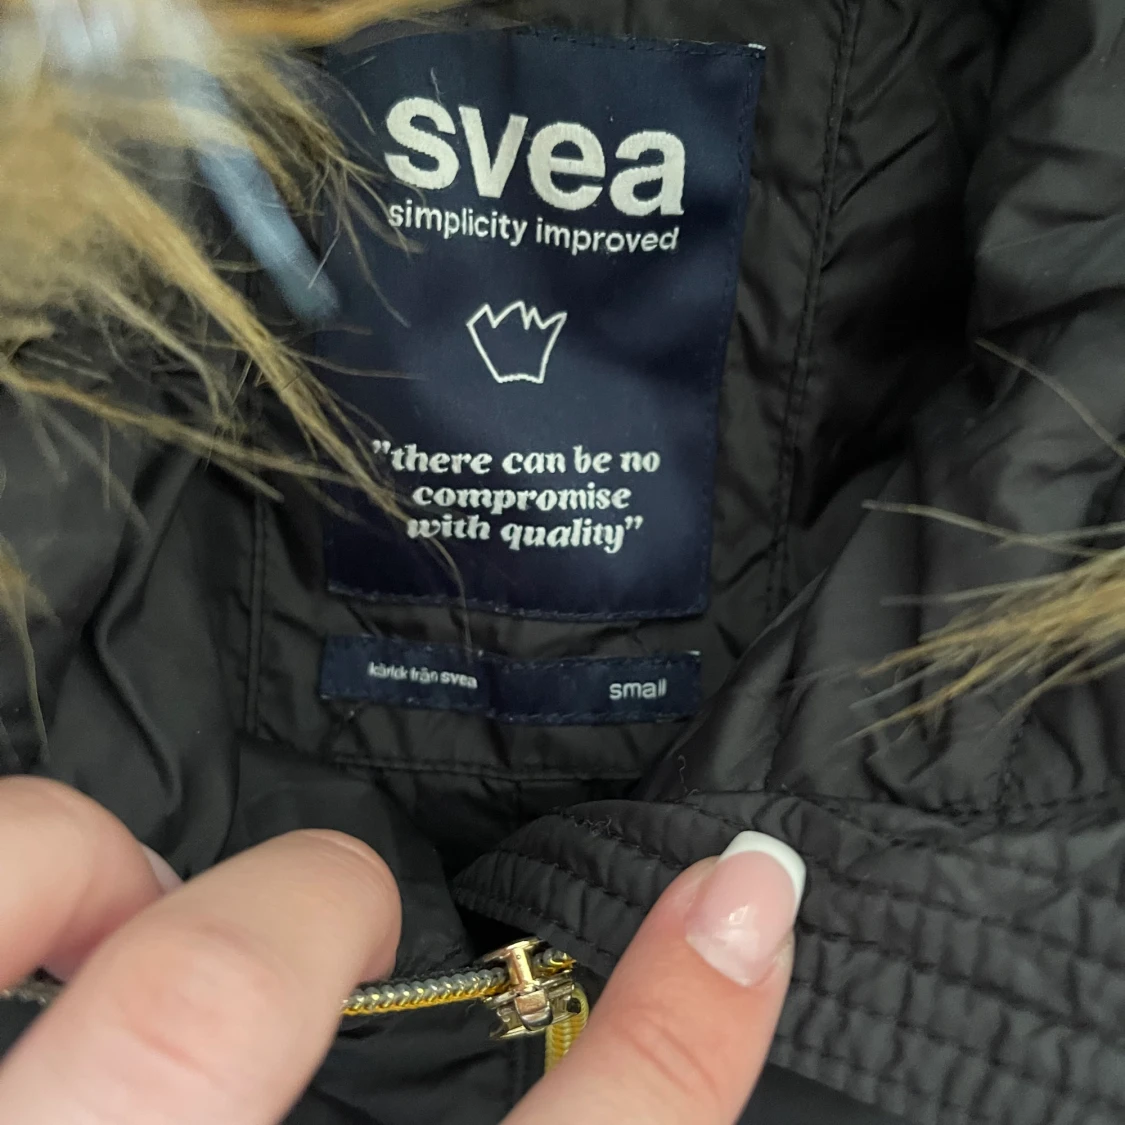 svea
simplicity improved
”there can be no
compromise
with quality”
kärlek från svea
small